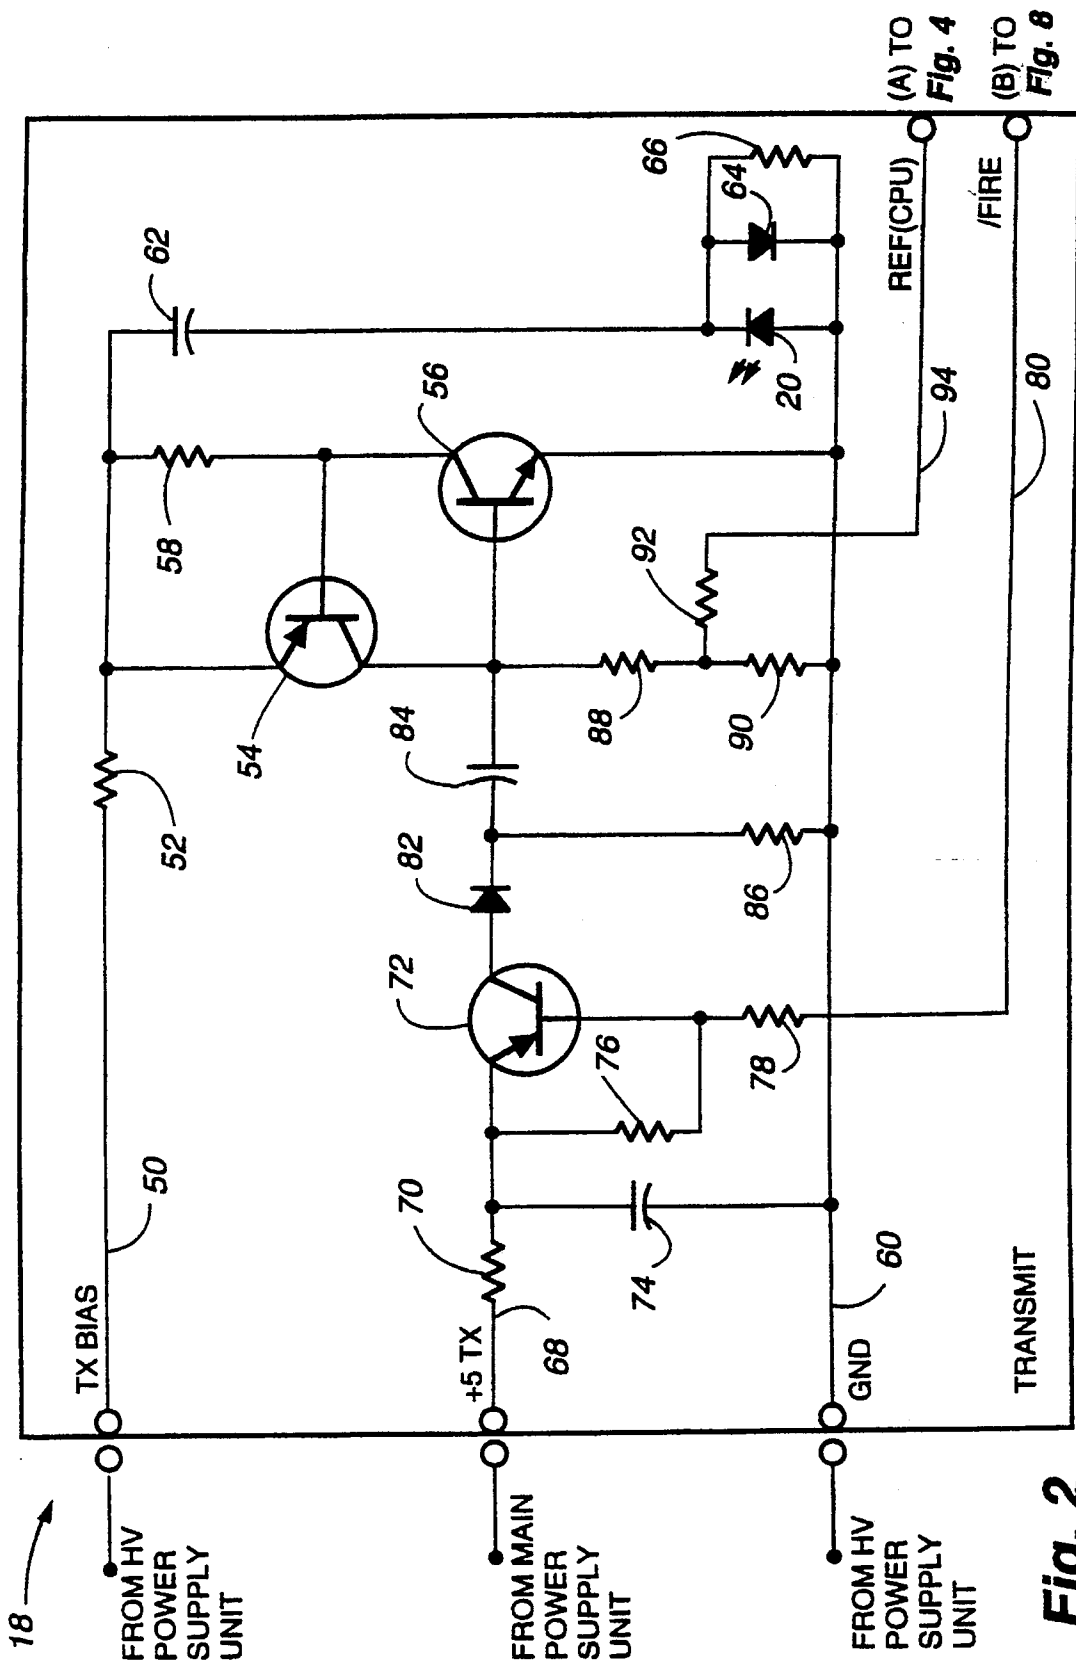 18
FROM HV
POWER
SUPPLY
UNIT
TX BIAS
50
52
54
58
62
56
FROM MAIN
POWER
SUPPLY
UNIT
+5 TX
68
70
72
82
84
74
76
78
86
88
90
92
20
64
66
FROM HV
POWER
SUPPLY
UNIT
GND
60
94
80
REF(CPU)
/FIRE
(A) TO
Fig. 4
(B) TO
Fig. 8
TRANSMIT
Fig. 2